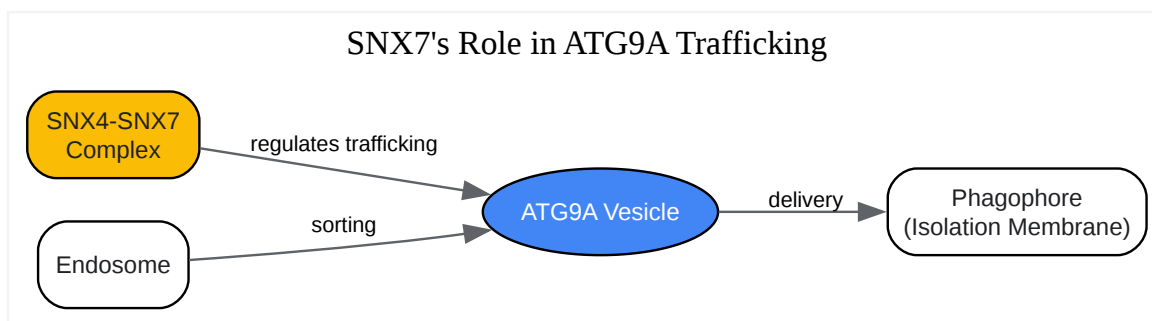 SNX7's Role in ATG9A Trafficking
SNX4-SNX7
Complex
regulates trafficking
Endosome
sorting
ATG9A Vesicle
delivery
Phagophore
(Isolation Membrane)